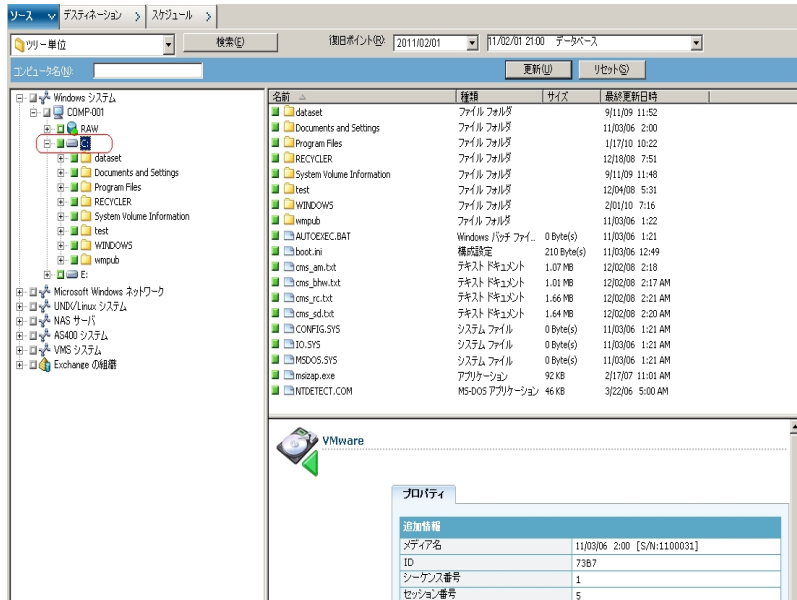 ソース デスティネーション スケジュール
ツリー単位 検索(E) 復旧ポイント(R): 2011/02/01 11/02/01 21:00 データベース
コンピュータ名(N): 更新(U) リセット(S)
Windows システム
COMP-001
RAW
C:
dataset
Documents and Settings
Program Files
RECYCLER
System Volume Information
test
WINDOWS
wmpub
E:
Microsoft Windows ネットワーク
UNIX/Linux システム
NAS サーバ
AS400 システム
VMS システム
Exchange の組織
名前 種類 サイズ 最終更新日時
dataset ファイル フォルダ 9/11/09 11:52
Documents and Settings ファイル フォルダ 11/03/06 2:00
Program Files ファイル フォルダ 1/17/10 10:22
RECYCLER ファイル フォルダ 12/18/08 7:51
System Volume Information ファイル フォルダ 9/11/09 11:48
test ファイル フォルダ 12/04/08 5:31
WINDOWS ファイル フォルダ 2/01/10 7:16
wmpub ファイル フォルダ 11/03/06 1:22
AUTOEXEC.BAT Windows バッチ ファイ... 0 Byte(s) 11/03/06 1:21
boot.ini 構成設定 210 Byte(s) 11/03/06 12:49
cms_am.txt テキスト ドキュメント 1.07 MB 12/02/08 2:18
cms_bhw.txt テキスト ドキュメント 1.01 MB 12/02/08 2:17 AM
cms_rc.txt テキスト ドキュメント 1.66 MB 12/02/08 2:21 AM
cms_sd.txt テキスト ドキュメント 1.64 MB 12/02/08 2:20 AM
CONFIG.SYS システム ファイル 0 Byte(s) 11/03/06 1:21 AM
IO.SYS システム ファイル 0 Byte(s) 11/03/06 1:21 AM
MSDOS.SYS システム ファイル 0 Byte(s) 11/03/06 1:21 AM
msizap.exe アプリケーション 92 KB 2/17/07 11:01 AM
NTDETECT.COM MS-DOS アプリケーション 46 KB 3/22/06 5:00 AM
VMware
プロパティ
追加情報
メディア名 11/03/06 2:00 [S/N:1100031]
ID 73B7
シーケンス番号 1
セッション番号 5